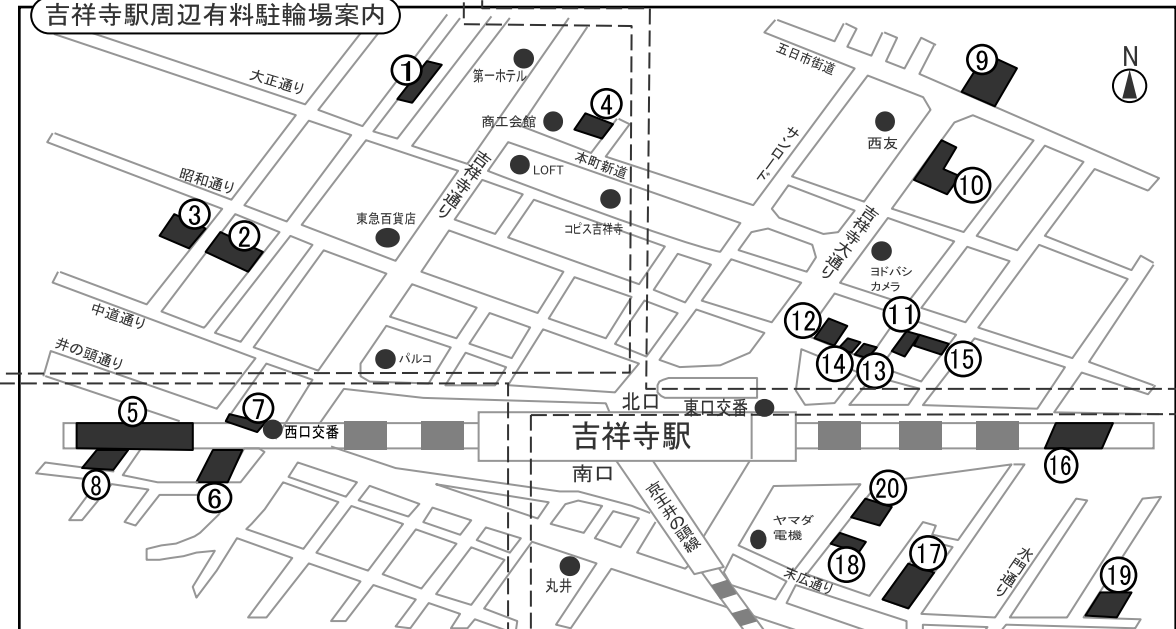 吉祥寺駅周辺有料駐輪場案内
N
大正通り
①
第一ホテル
商工会館
④
五日市街道
⑨
サンロード
西友
⑩
昭和通り
③
②
吉祥寺通り
LOFT
本町新道
コピス吉祥寺
東急百貨店
吉祥寺大通り
ヨドバシ
カメラ
中道通り
井の頭通り
パルコ
⑫
⑭
⑬
⑪
⑮
⑤
⑦
西口交番
北口
東口交番
吉祥寺駅
南口
⑧
⑥
⑯
京王井の頭線
⑳
ヤマダ
電機
⑱
⑰
末広通り
水門通り
⑲
丸井